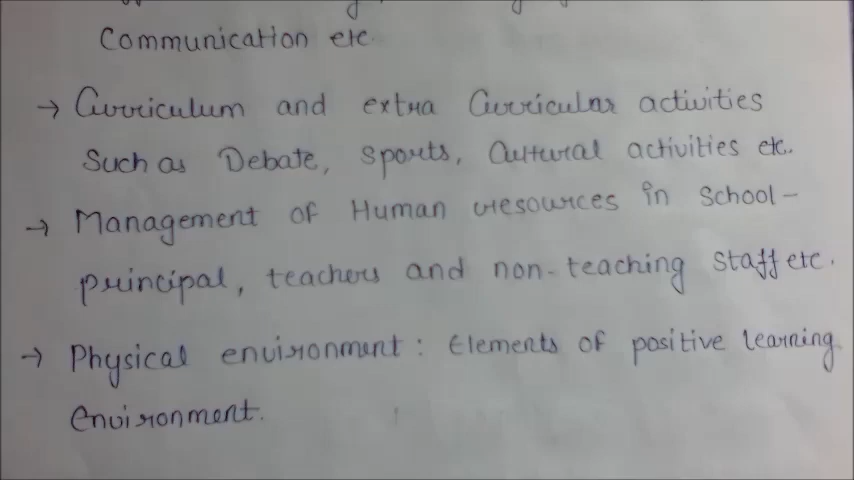 Communication etc.
→ Curriculum and extra Curricular activities
Such as Debate, Sports, Cultural activities etc.
→ Management of Human resources in School -
principal, teachers and non-teaching staff etc.
→ Physical environment : Elements of positive learning
environment.